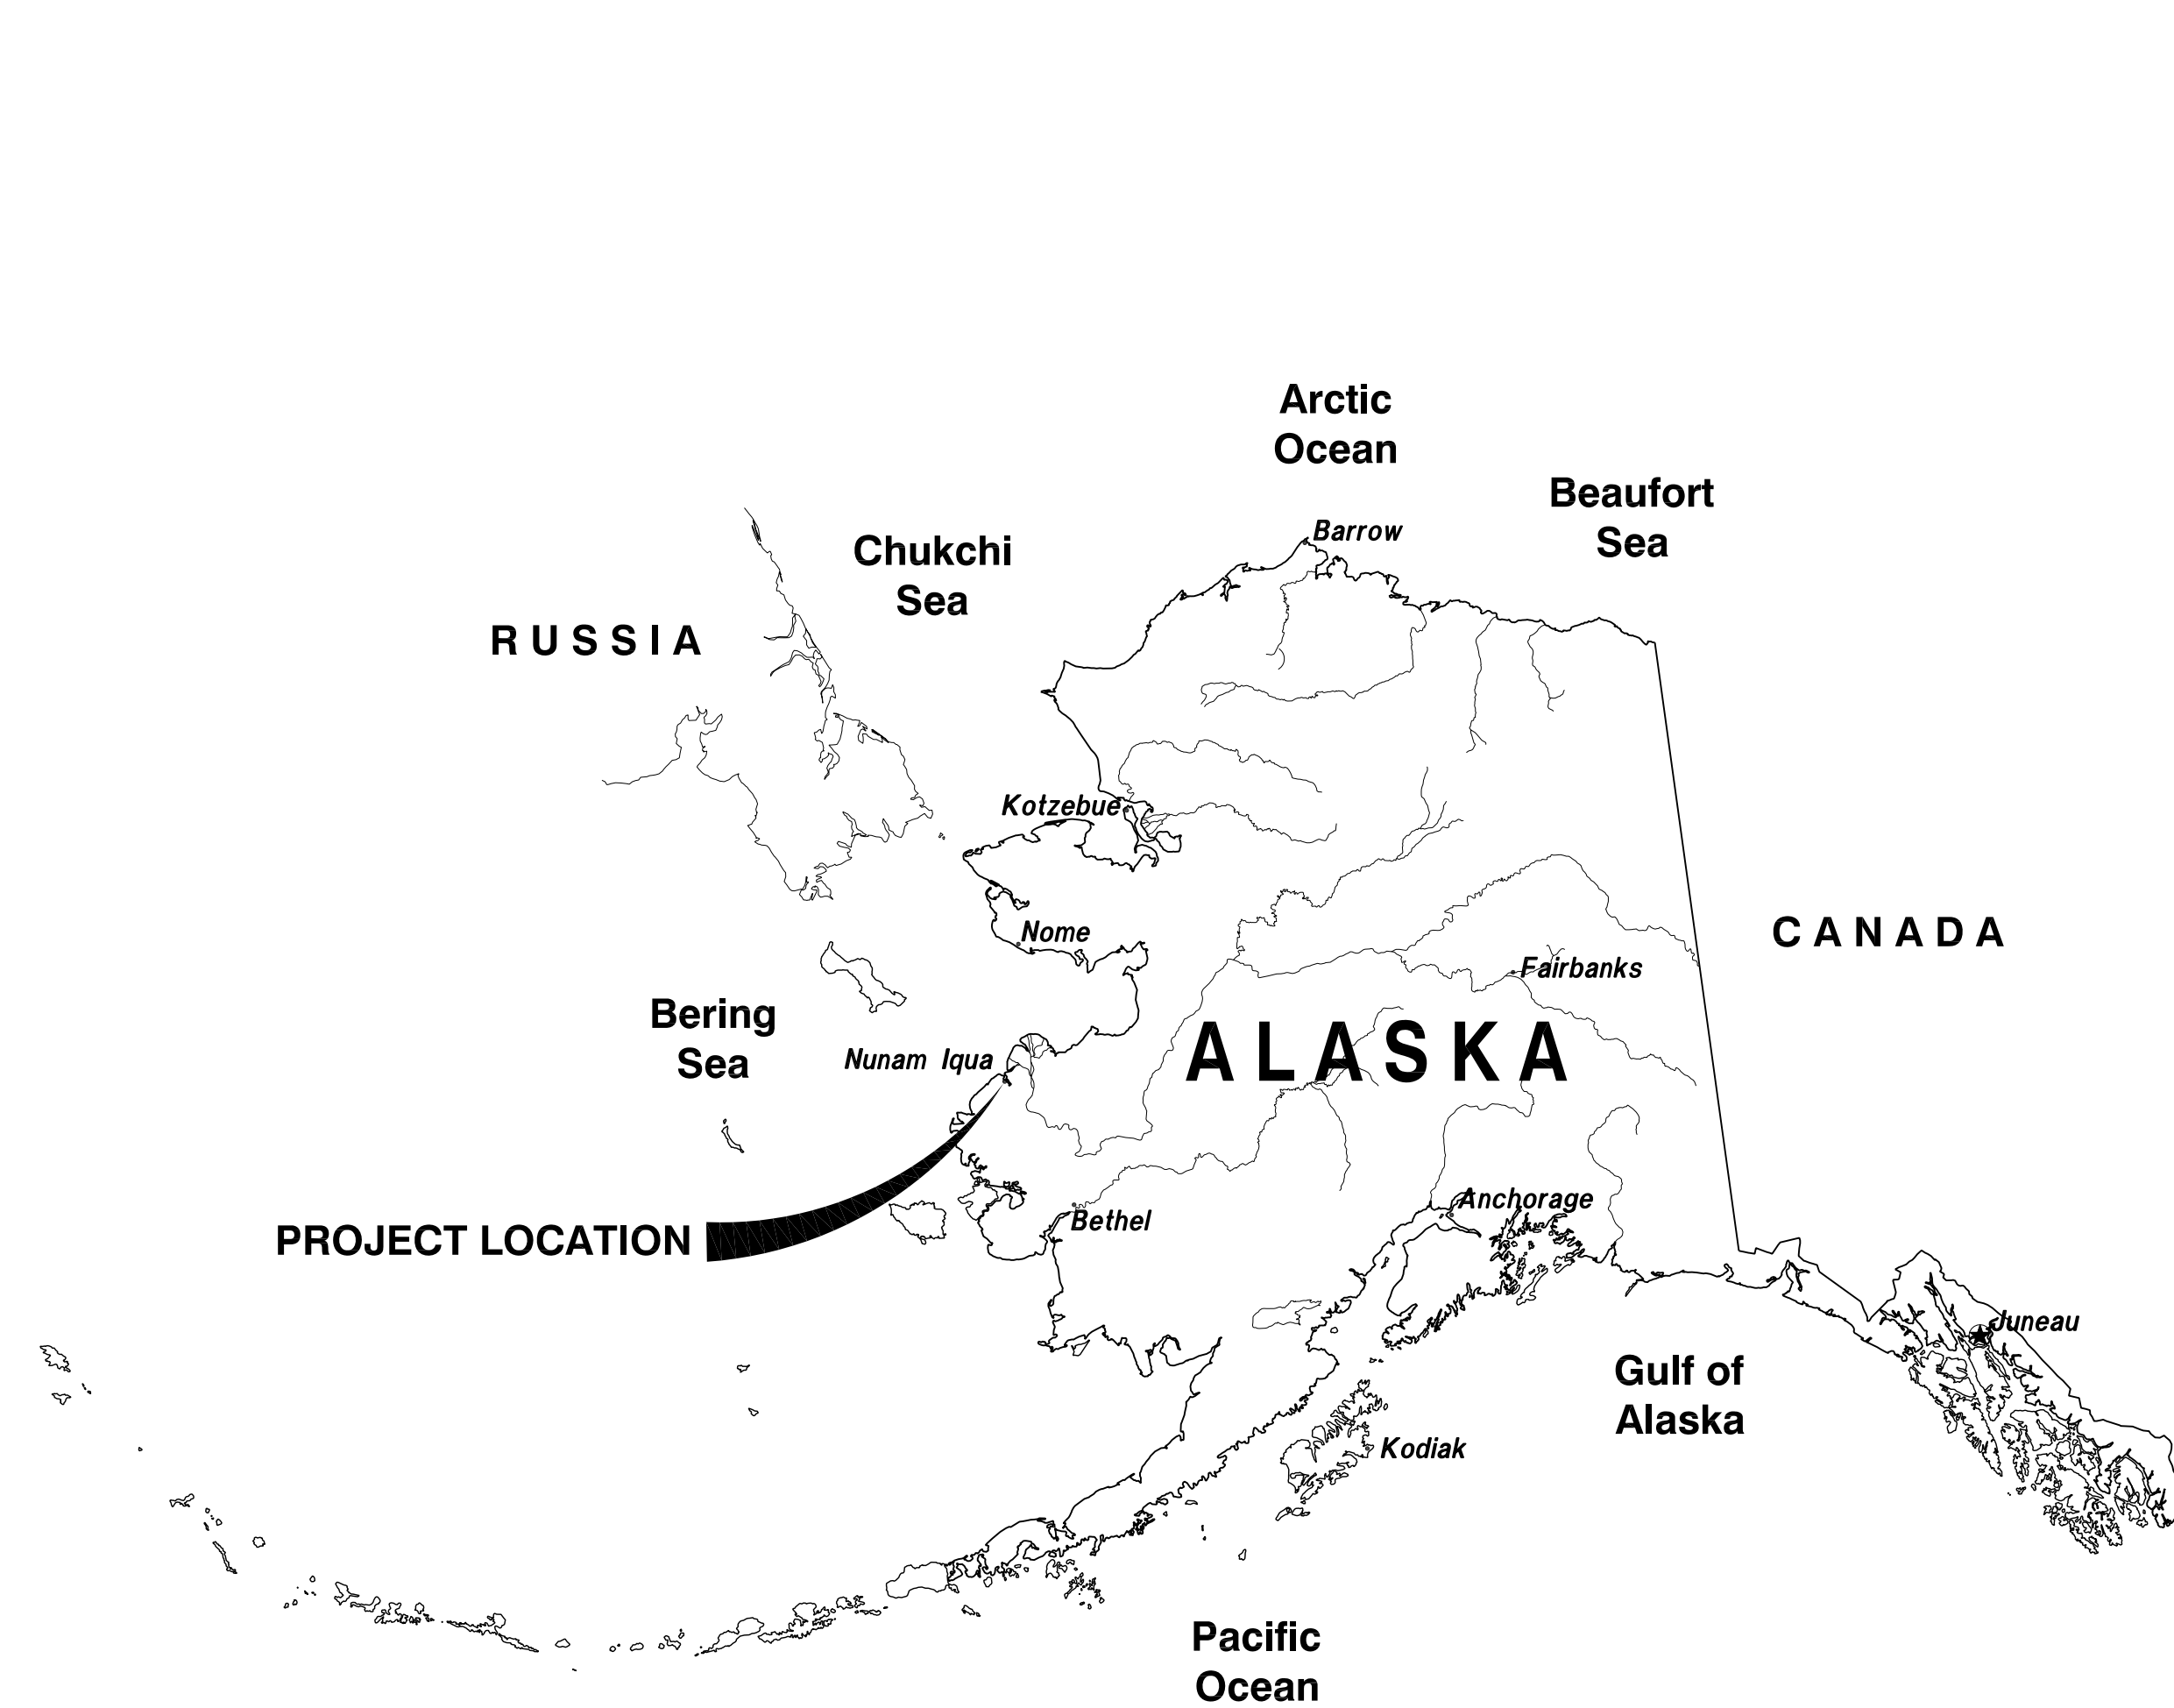 Arctic
Ocean
Beaufort
Sea
Barrow
Chukchi
Sea
RUSSIA
Kotzebue
Nome
CANADA
Fairbanks
Bering
Sea
Nunam Iqua
ALASKA
Anchorage
Bethel
PROJECT LOCATION
Juneau
Gulf of
Alaska
Kodiak
Pacific
Ocean